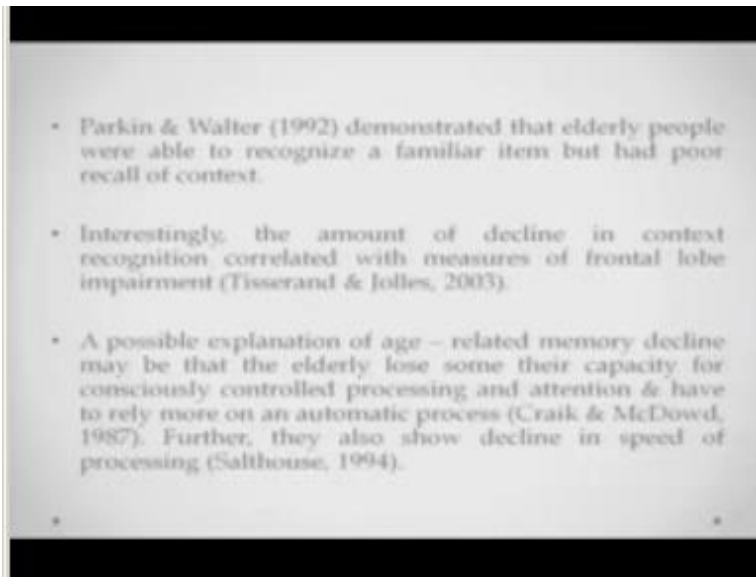 • Parkin & Walter (1992) demonstrated that elderly people
were able to recognize a familiar item but had poor
recall of context.
• Interestingly, the amount of decline in context
recognition correlated with measures of frontal lobe
impairment (Tisserand & Jolles, 2003).
• A possible explanation of age – related memory decline
may be that the elderly lose some their capacity for
consciously controlled processing and attention & have
to rely more on an automatic process (Craik & McDowd,
1987). Further, they also show decline in speed of
processing (Salthouse, 1994).